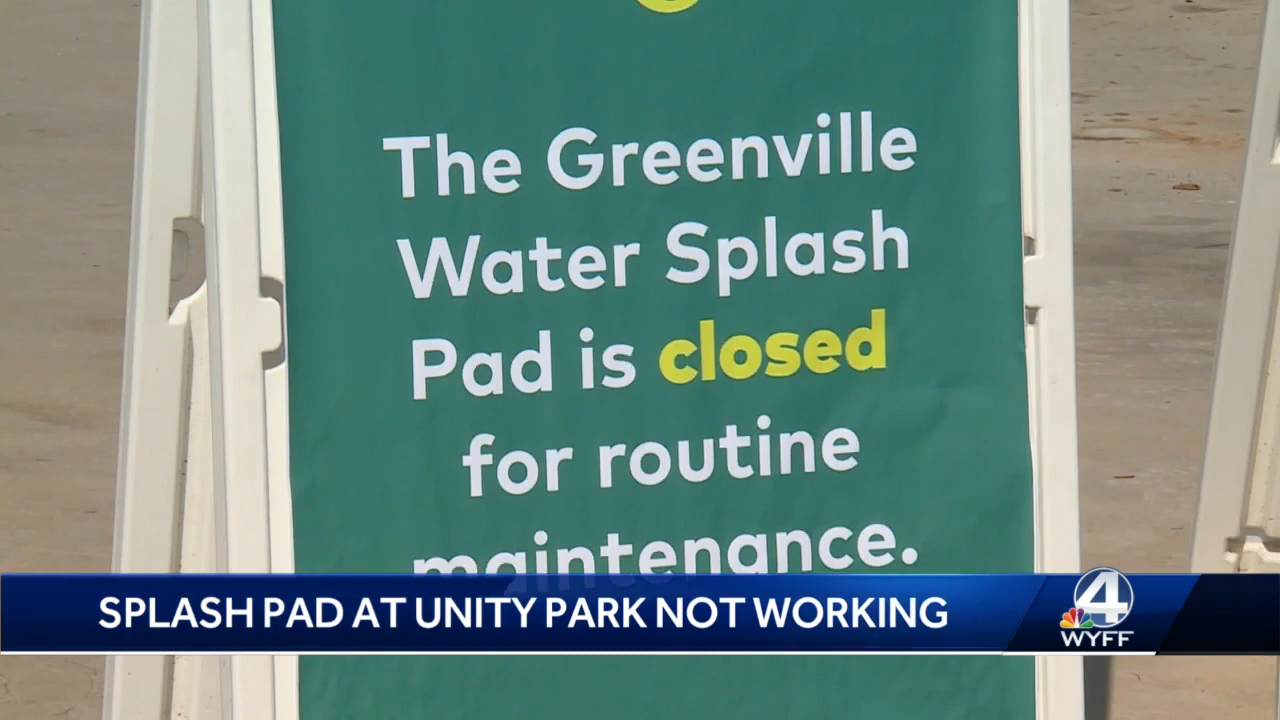 The Greenville
Water Splash
Pad is closed
for routine
maintenance.
SPLASH PAD AT UNITY PARK NOT WORKING
4
WYFF